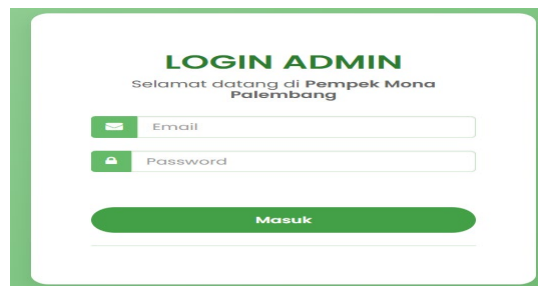 LOGIN ADMIN
Selamat datang di Pempek Mona
Palembang
Email
Password
Masuk